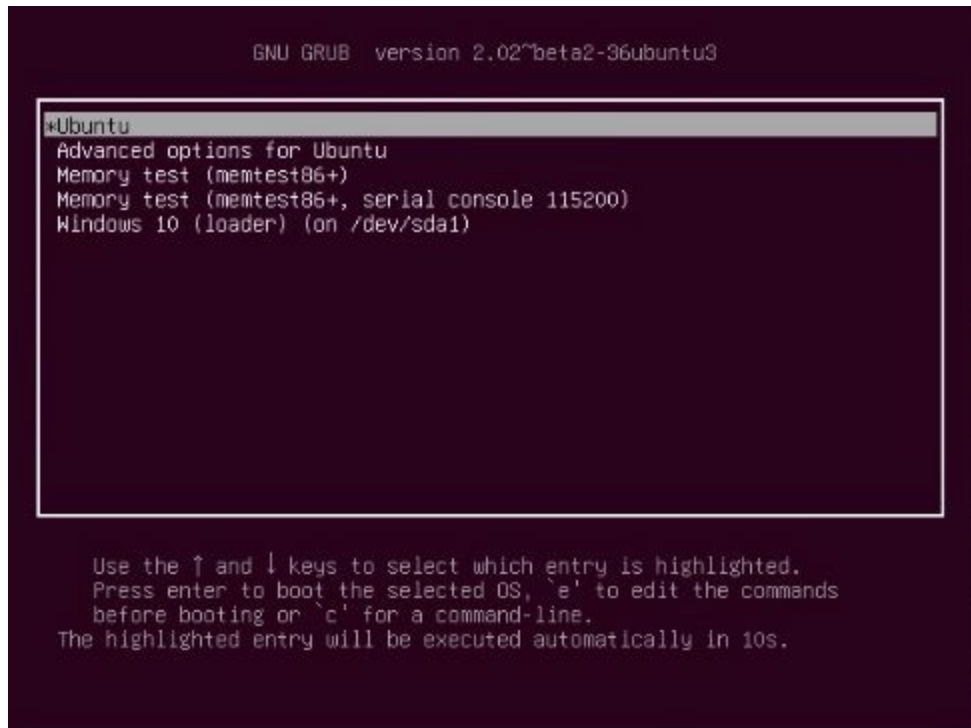 GNU GRUB version 2.02~beta2-36ubuntu3
*Ubuntu
Advanced options for Ubuntu
Memory test (memtest86+)
Memory test (memtest86+, serial console 115200)
Windows 10 (loader) (on /dev/sda1)
Use the ↑ and ↓ keys to select which entry is highlighted.
Press enter to boot the selected OS, `e' to edit the commands
before booting or `c' for a command-line.
The highlighted entry will be executed automatically in 10s.